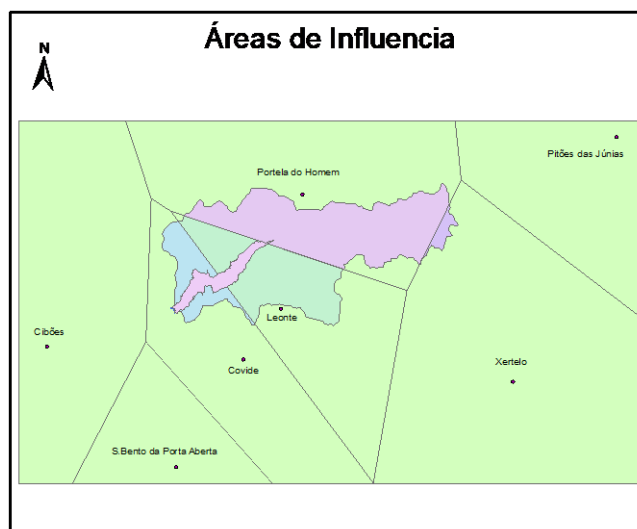 Áreas de Influencia
N
Pitões das Júnias
Portela do Homem
Leonte
Cibões
Covide
Xertelo
S.Bento da Porta Aberta